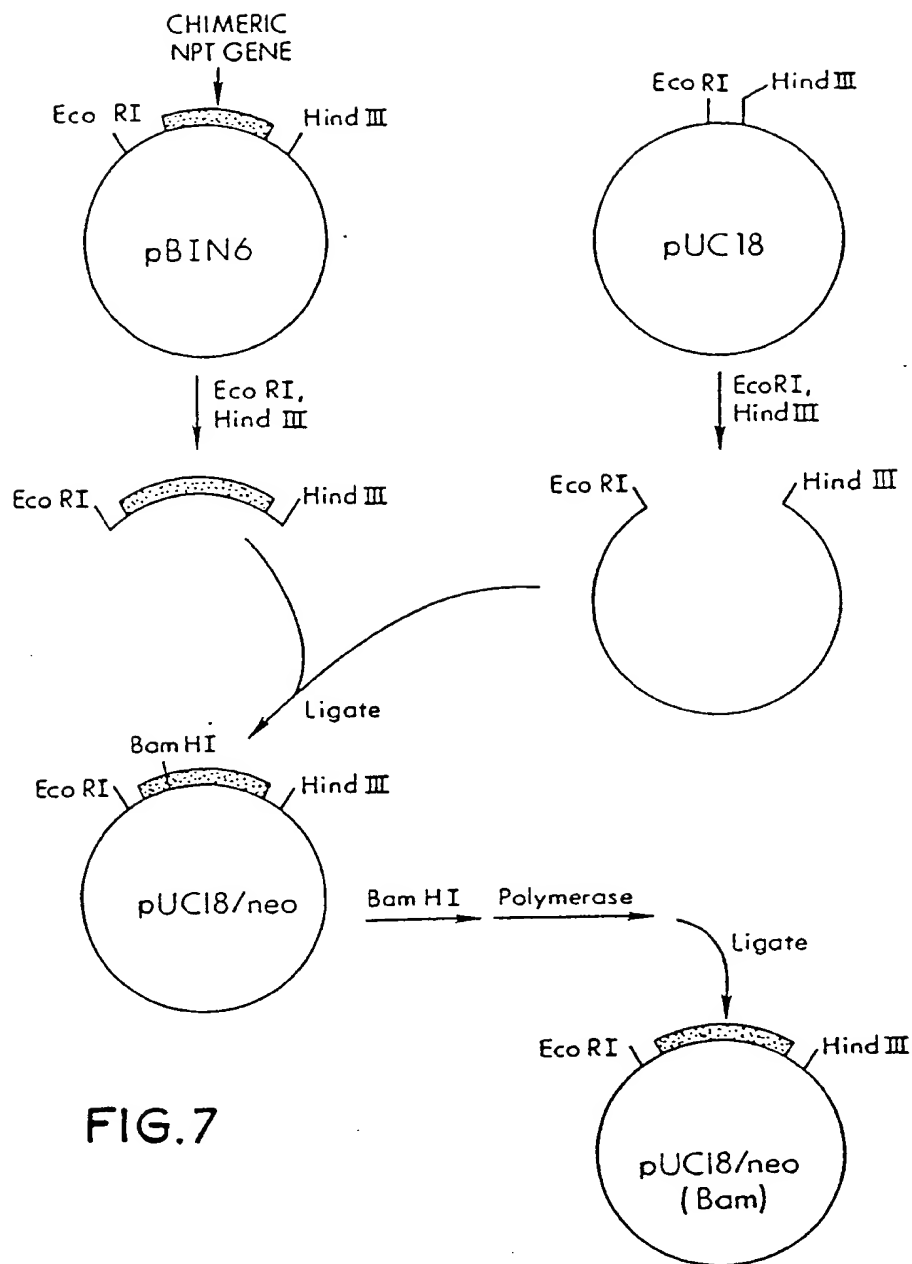 CHIMERIC
NPT GENE
Eco RI
Hind III
pBIN6
Eco RI
Hind III
pUC18
Eco RI,
Hind III
EcoRI,
Hind III
Eco RI
Hind III
Eco RI
Hind III
Ligate
Bam HI
Eco RI
Hind III
pUC18/neo
Bam HI
Polymerase
Ligate
Eco RI
Hind III
pUC18/neo
(Bam)
FIG.7